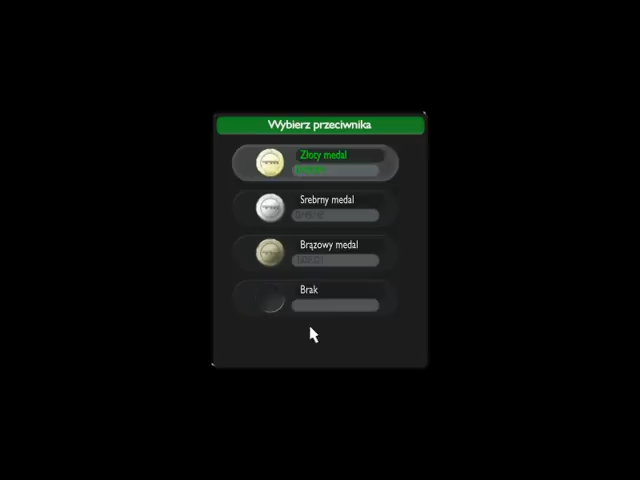 Wybierz przeciwnika
Złoty medal
Srebrny medal
Brązowy medal
Brak